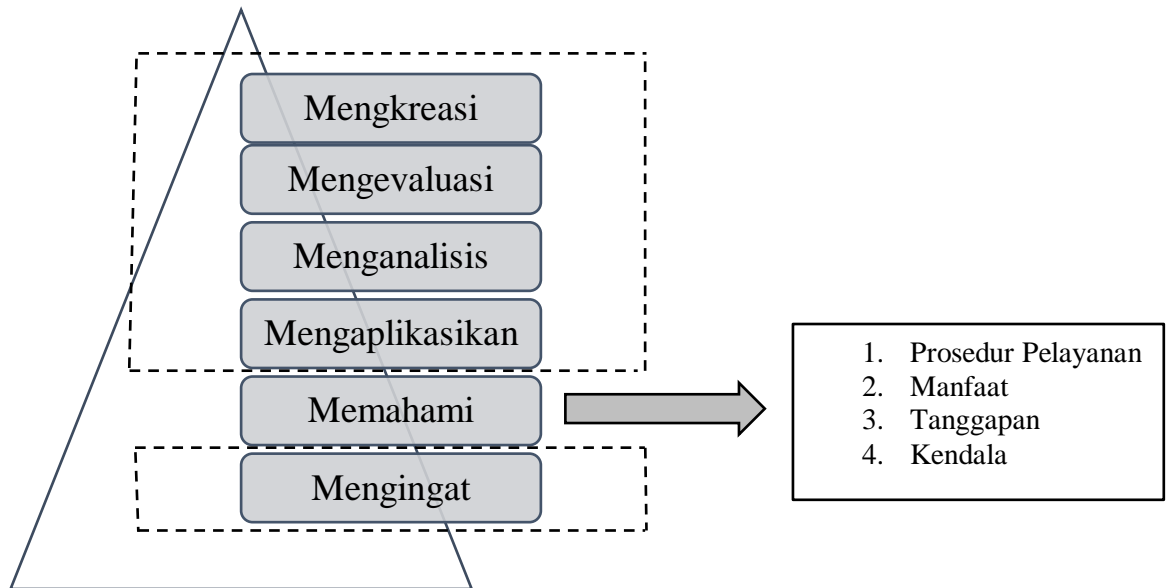 Mengkreasi
Mengevaluasi
Menganalisis
Mengaplikasikan
Memahami
Mengingat
1. Prosedur Pelayanan
2. Manfaat
3. Tanggapan
4. Kendala